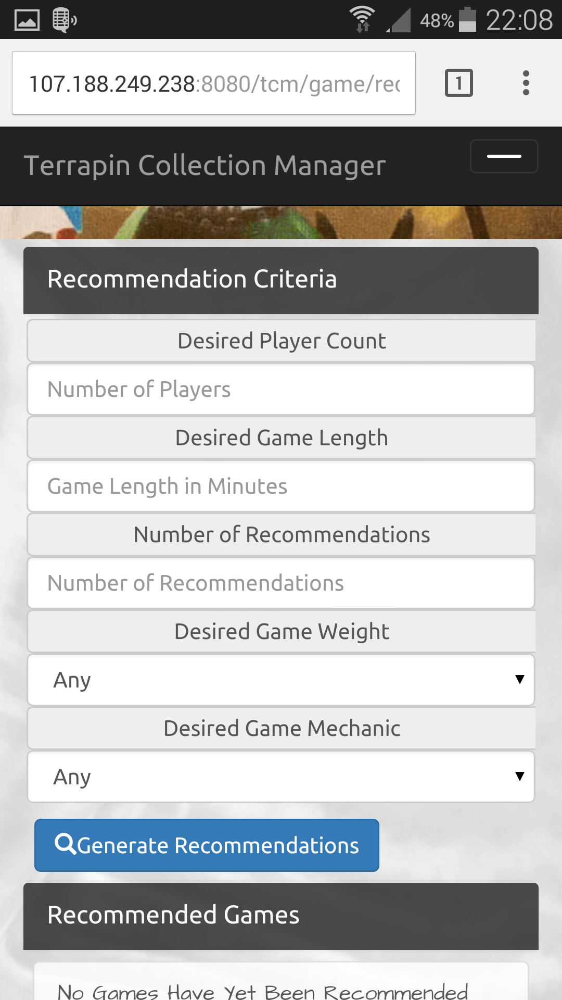 48% 22:08
107.188.249.238:8080/tcm/game/rec
1
Terrapin Collection Manager
Recommendation Criteria
Desired Player Count
Number of Players
Desired Game Length
Game Length in Minutes
Number of Recommendations
Number of Recommendations
Desired Game Weight
Any
Desired Game Mechanic
Any
Generate Recommendations
Recommended Games
No Games Have Yet Been Recommended